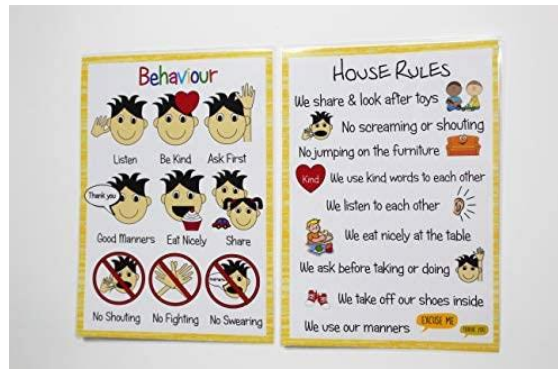 Behaviour
Listen Be Kind Ask First
Thank you
Good Manners Eat Nicely Share
No Shouting No Fighting No Swearing
HOUSE RULES
We share & look after toys
No screaming or shouting
No jumping on the furniture
Kind We use kind words to each other
We listen to each other
We eat nicely at the table
We ask before taking or doing
We take off our shoes inside
We use our manners EXCUSE ME THANK YOU